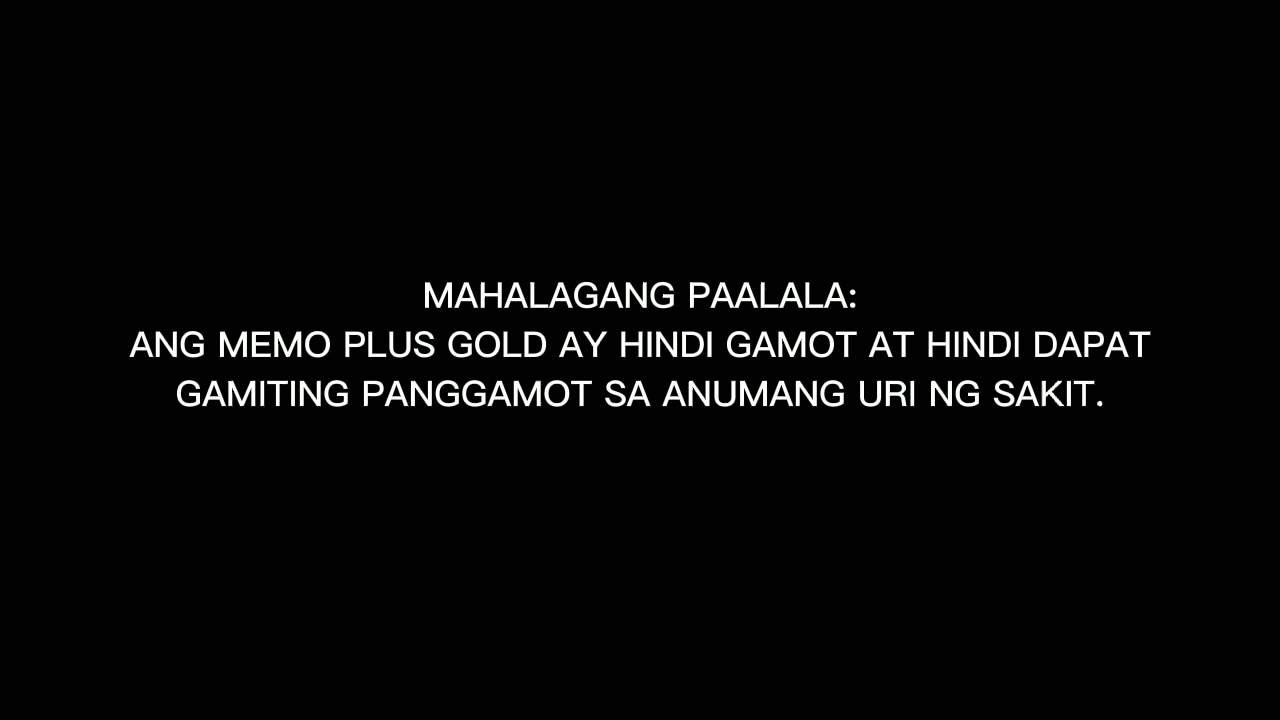 MAHALAGANG PAALALA:
ANG MEMO PLUS GOLD AY HINDI GAMOT AT HINDI DAPAT
GAMITING PANGGAMOT SA ANUMANG URI NG SAKIT.